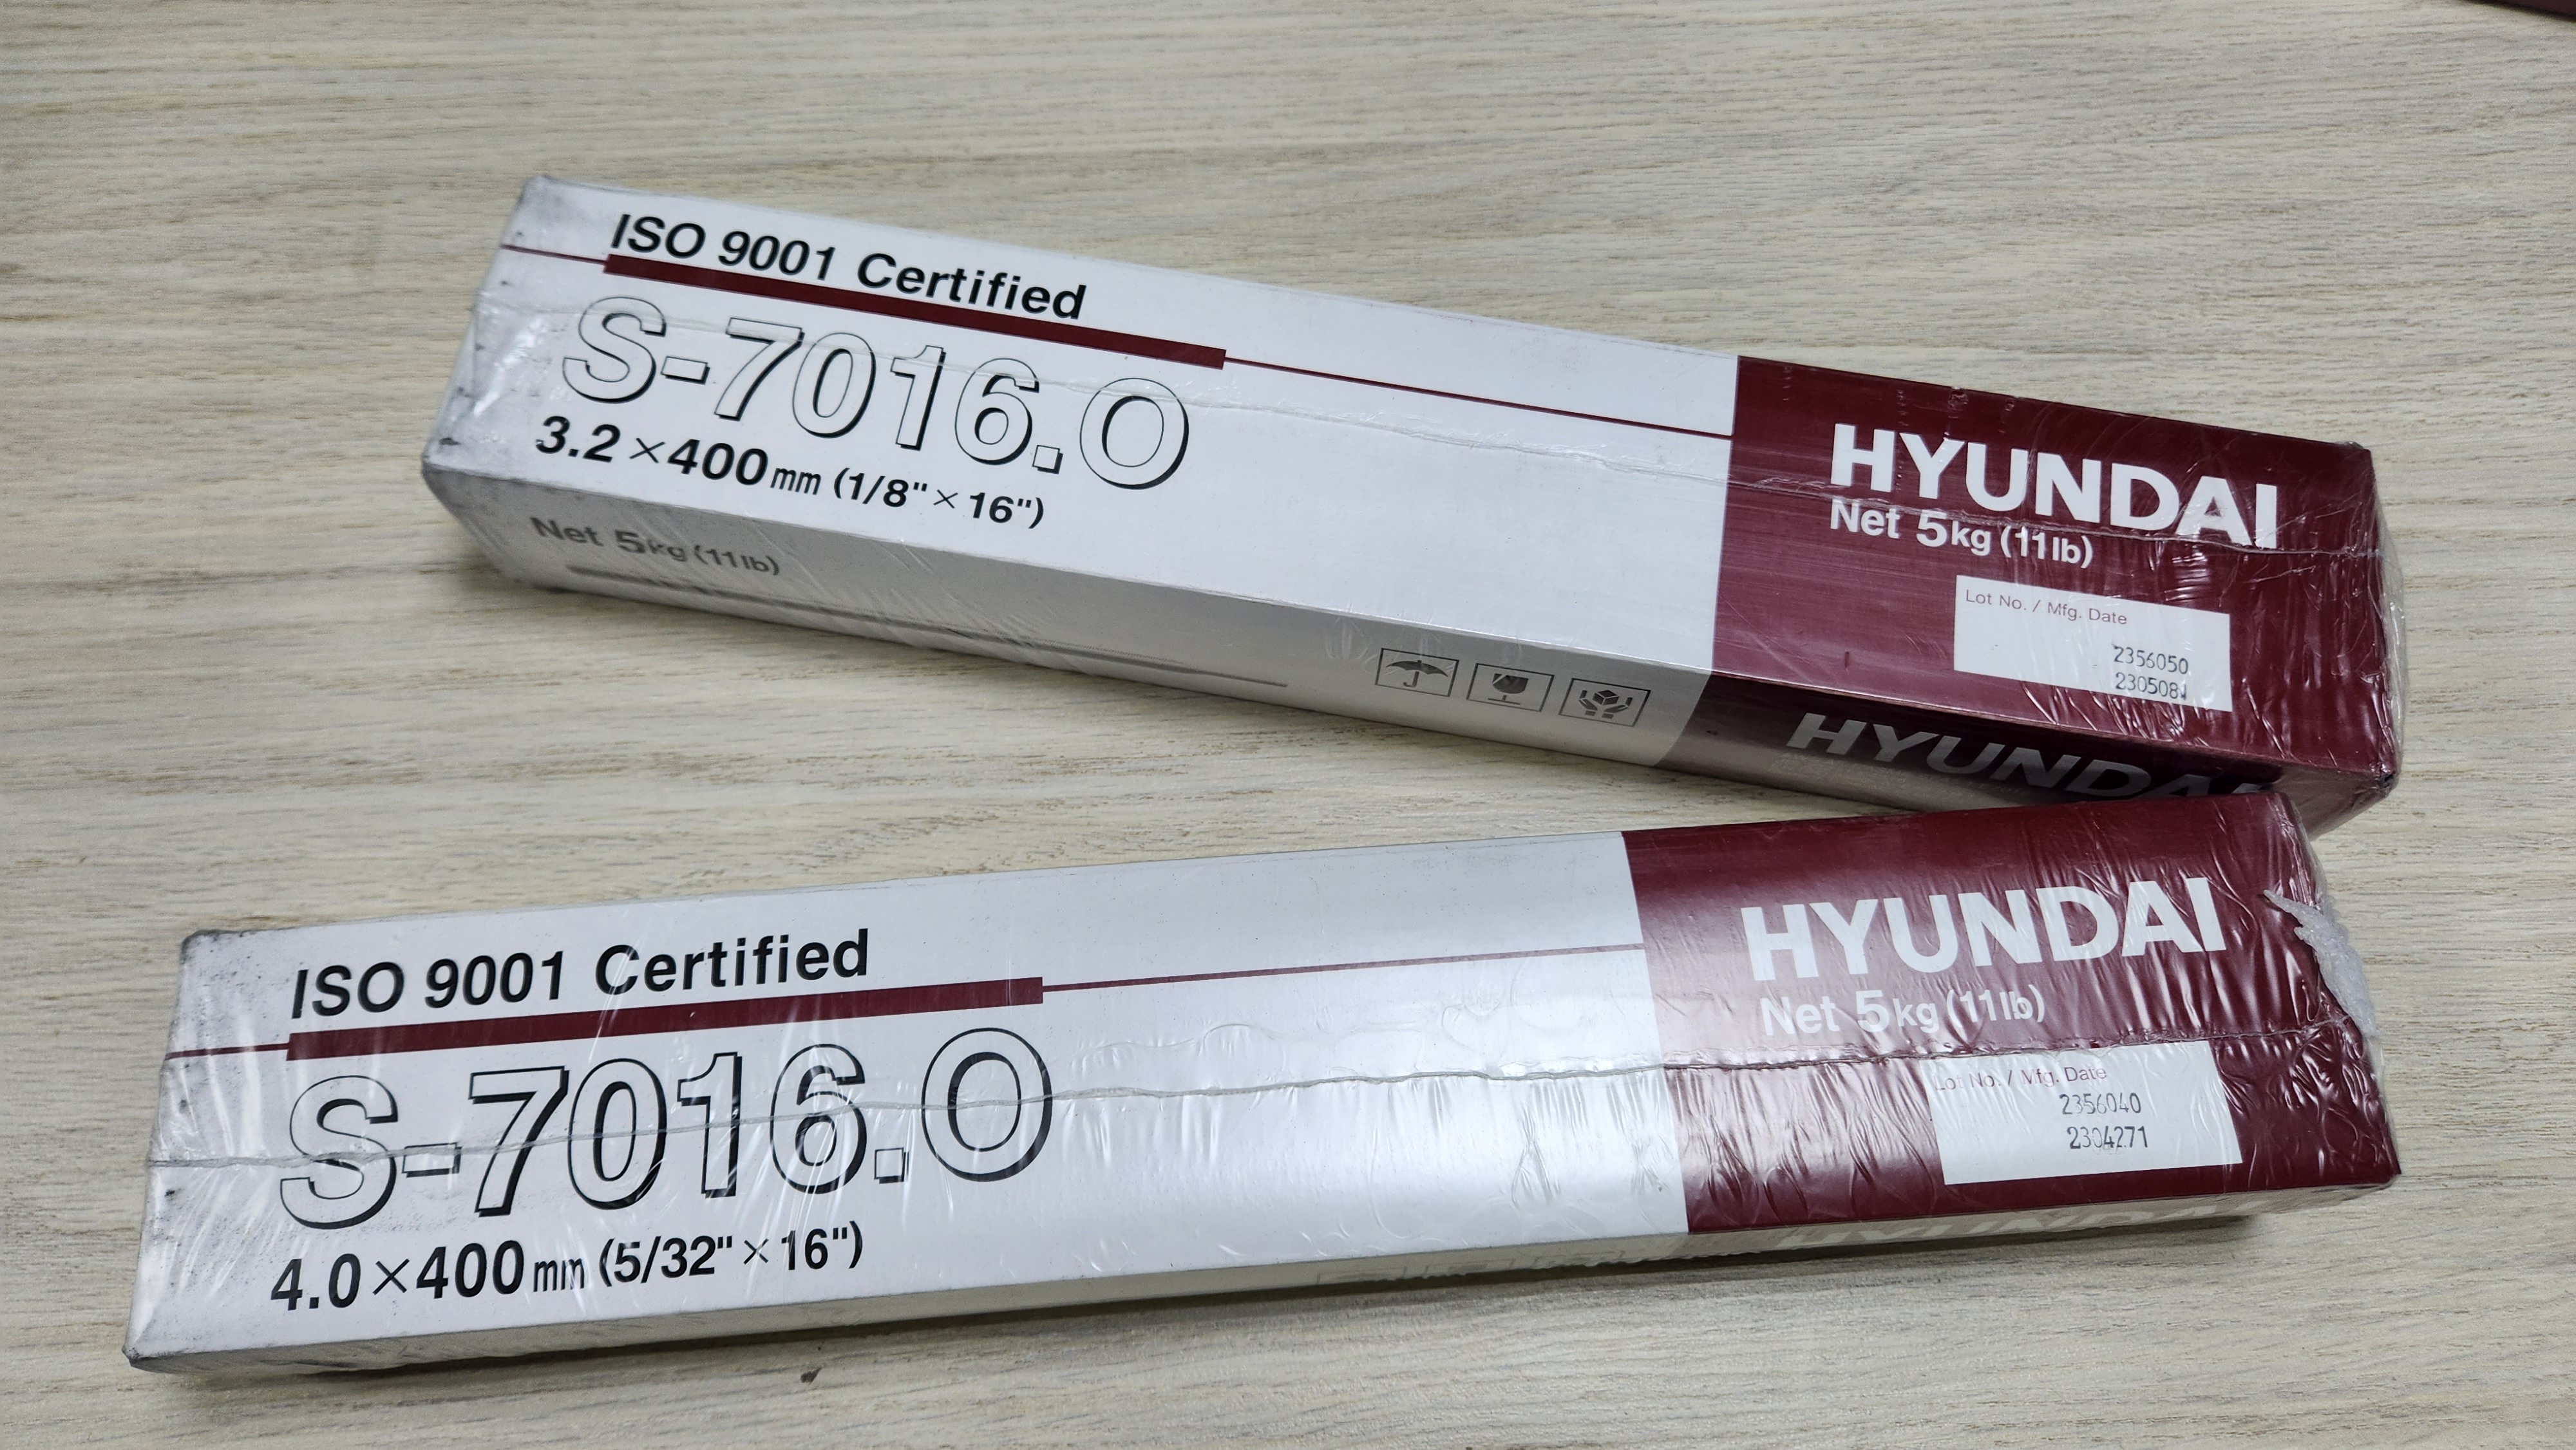 ISO 9001 Certified
S-7016.O
3.2×400mm (1/8"×16")
Net 5kg (11lb)
HYUNDAI
Net 5kg (11lb)
Lot No. / Mfg. Date
2356050
2305081
HYUNDAI
ISO 9001 Certified
S-7016.O
4.0×400mm (5/32"×16")
HYUNDAI
Net 5kg (11lb)
Lot No. / Mfg. Date
2356040
2304271
HYUNDAI